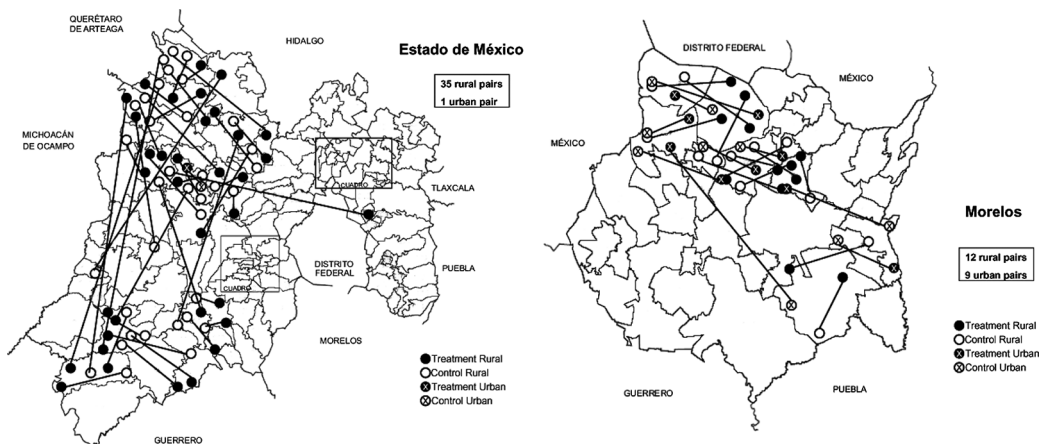 QUERÉTARO
DE ARTEAGA
HIDALGO
Estado de México
35 rural pairs
1 urban pair
MICHOACÁN
DE OCAMPO
CUADRO
TLAXCALA
DISTRITO
FEDERAL
PUEBLA
CUADRO
MORELOS
Treatment Rural
Control Rural
Treatment Urban
Control Urban
GUERRERO
DISTRITO FEDERAL
MÉXICO
MÉXICO
Morelos
12 rural pairs
9 urban pairs
Treatment Rural
Control Rural
Treatment Urban
Control Urban
GUERRERO
PUEBLA